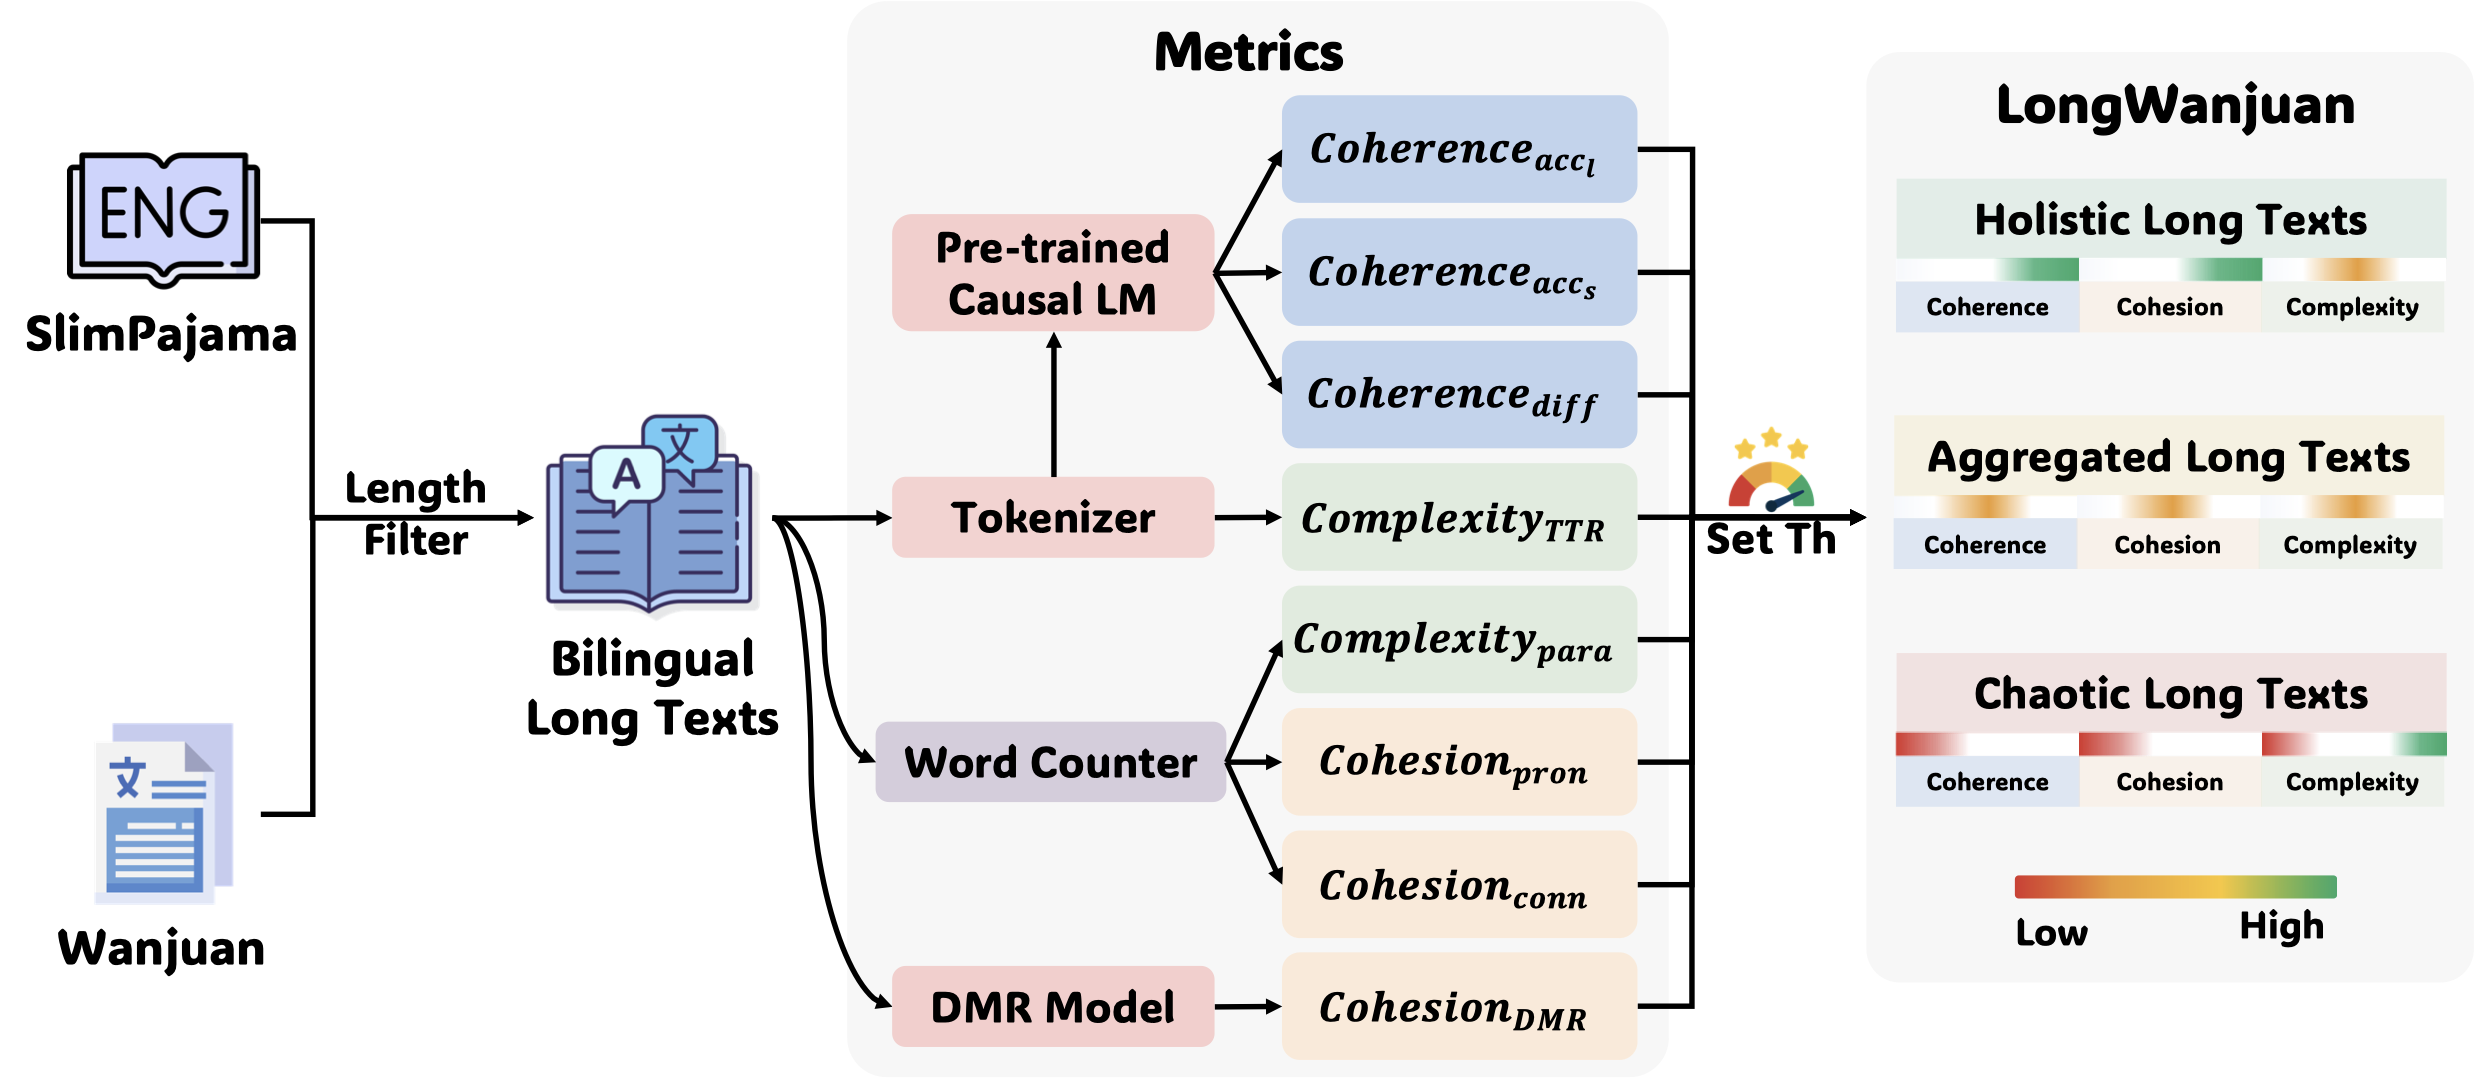 Metrics
LongWanjuan
ENG
SlimPajama
文
Wanjuan
Length
Filter
A
文
Bilingual
Long Texts
Pre-trained
Causal LM
Tokenizer
Word Counter
DMR Model
Coherence_{acc_l}
Coherence_{acc_s}
Coherence_{diff}
Complexity_{TTR}
Complexity_{para}
Cohesion_{pron}
Cohesion_{conn}
Cohesion_{DMR}
Set Th
Holistic Long Texts
Coherence Cohesion Complexity
Aggregated Long Texts
Coherence Cohesion Complexity
Chaotic Long Texts
Coherence Cohesion Complexity
Low High